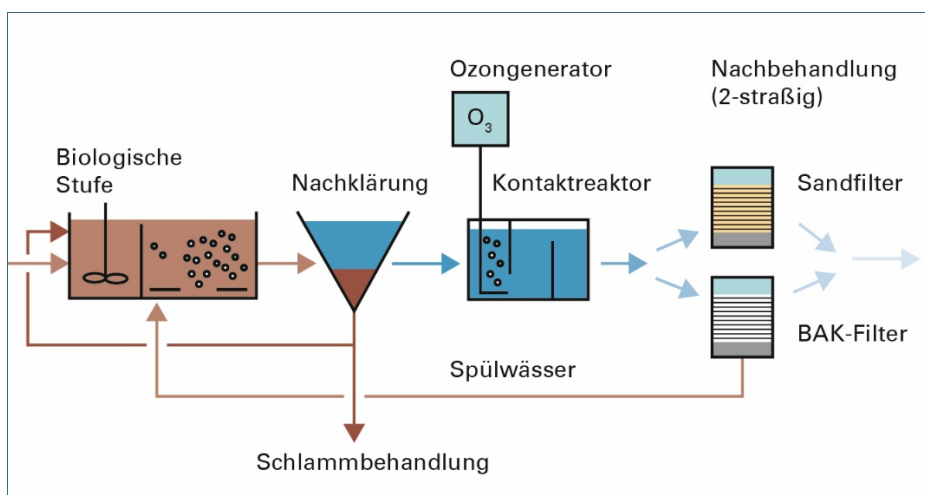 Ozongenerator
Nachbehandlung
(2-straßig)
O₃
Biologische
Stufe
Nachklärung
Kontaktreaktor
Sandfilter
BAK-Filter
Spülwässer
Schlammbehandlung